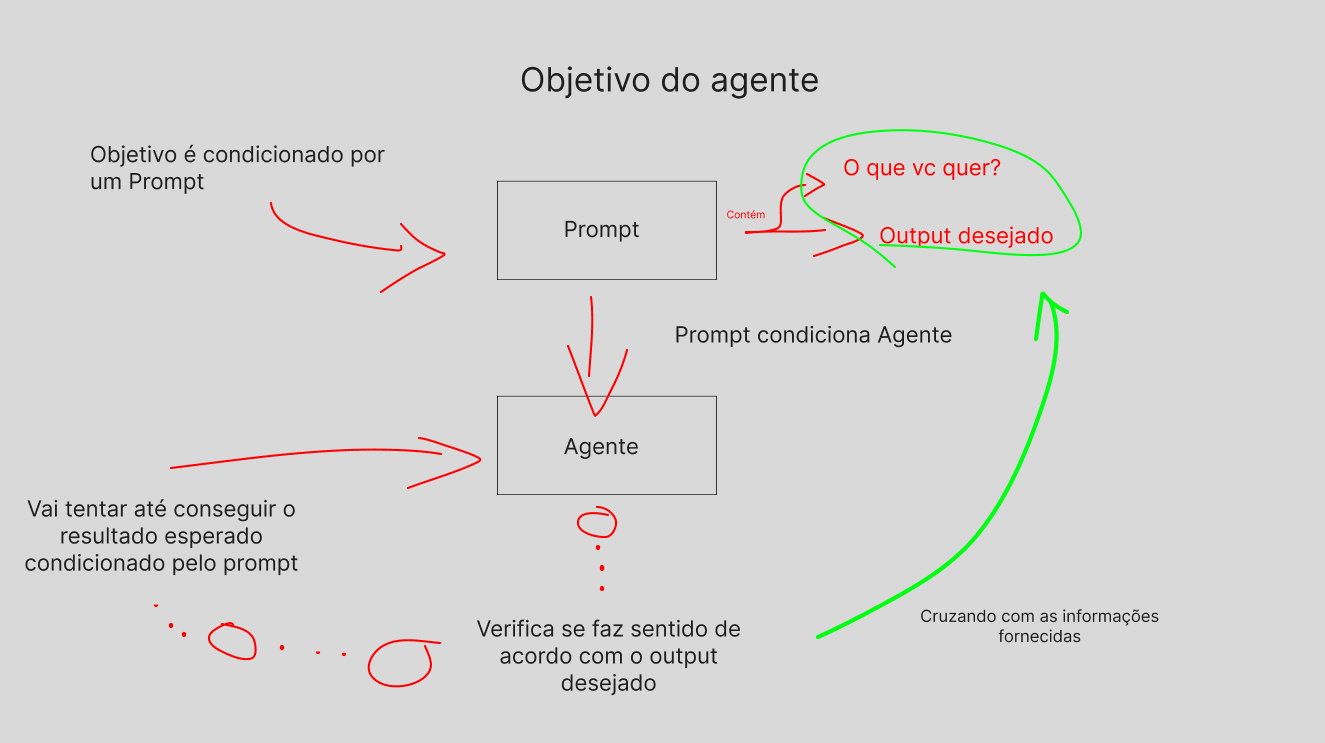 Objetivo do agente
Objetivo é condicionado por
um Prompt
Prompt
Contém
O que vc quer?
Output desejado
Prompt condiciona Agente
Agente
Vai tentar até conseguir o
resultado esperado
condicionado pelo prompt
Verifica se faz sentido de
acordo com o output
desejado
Cruzando com as informações
fornecidas